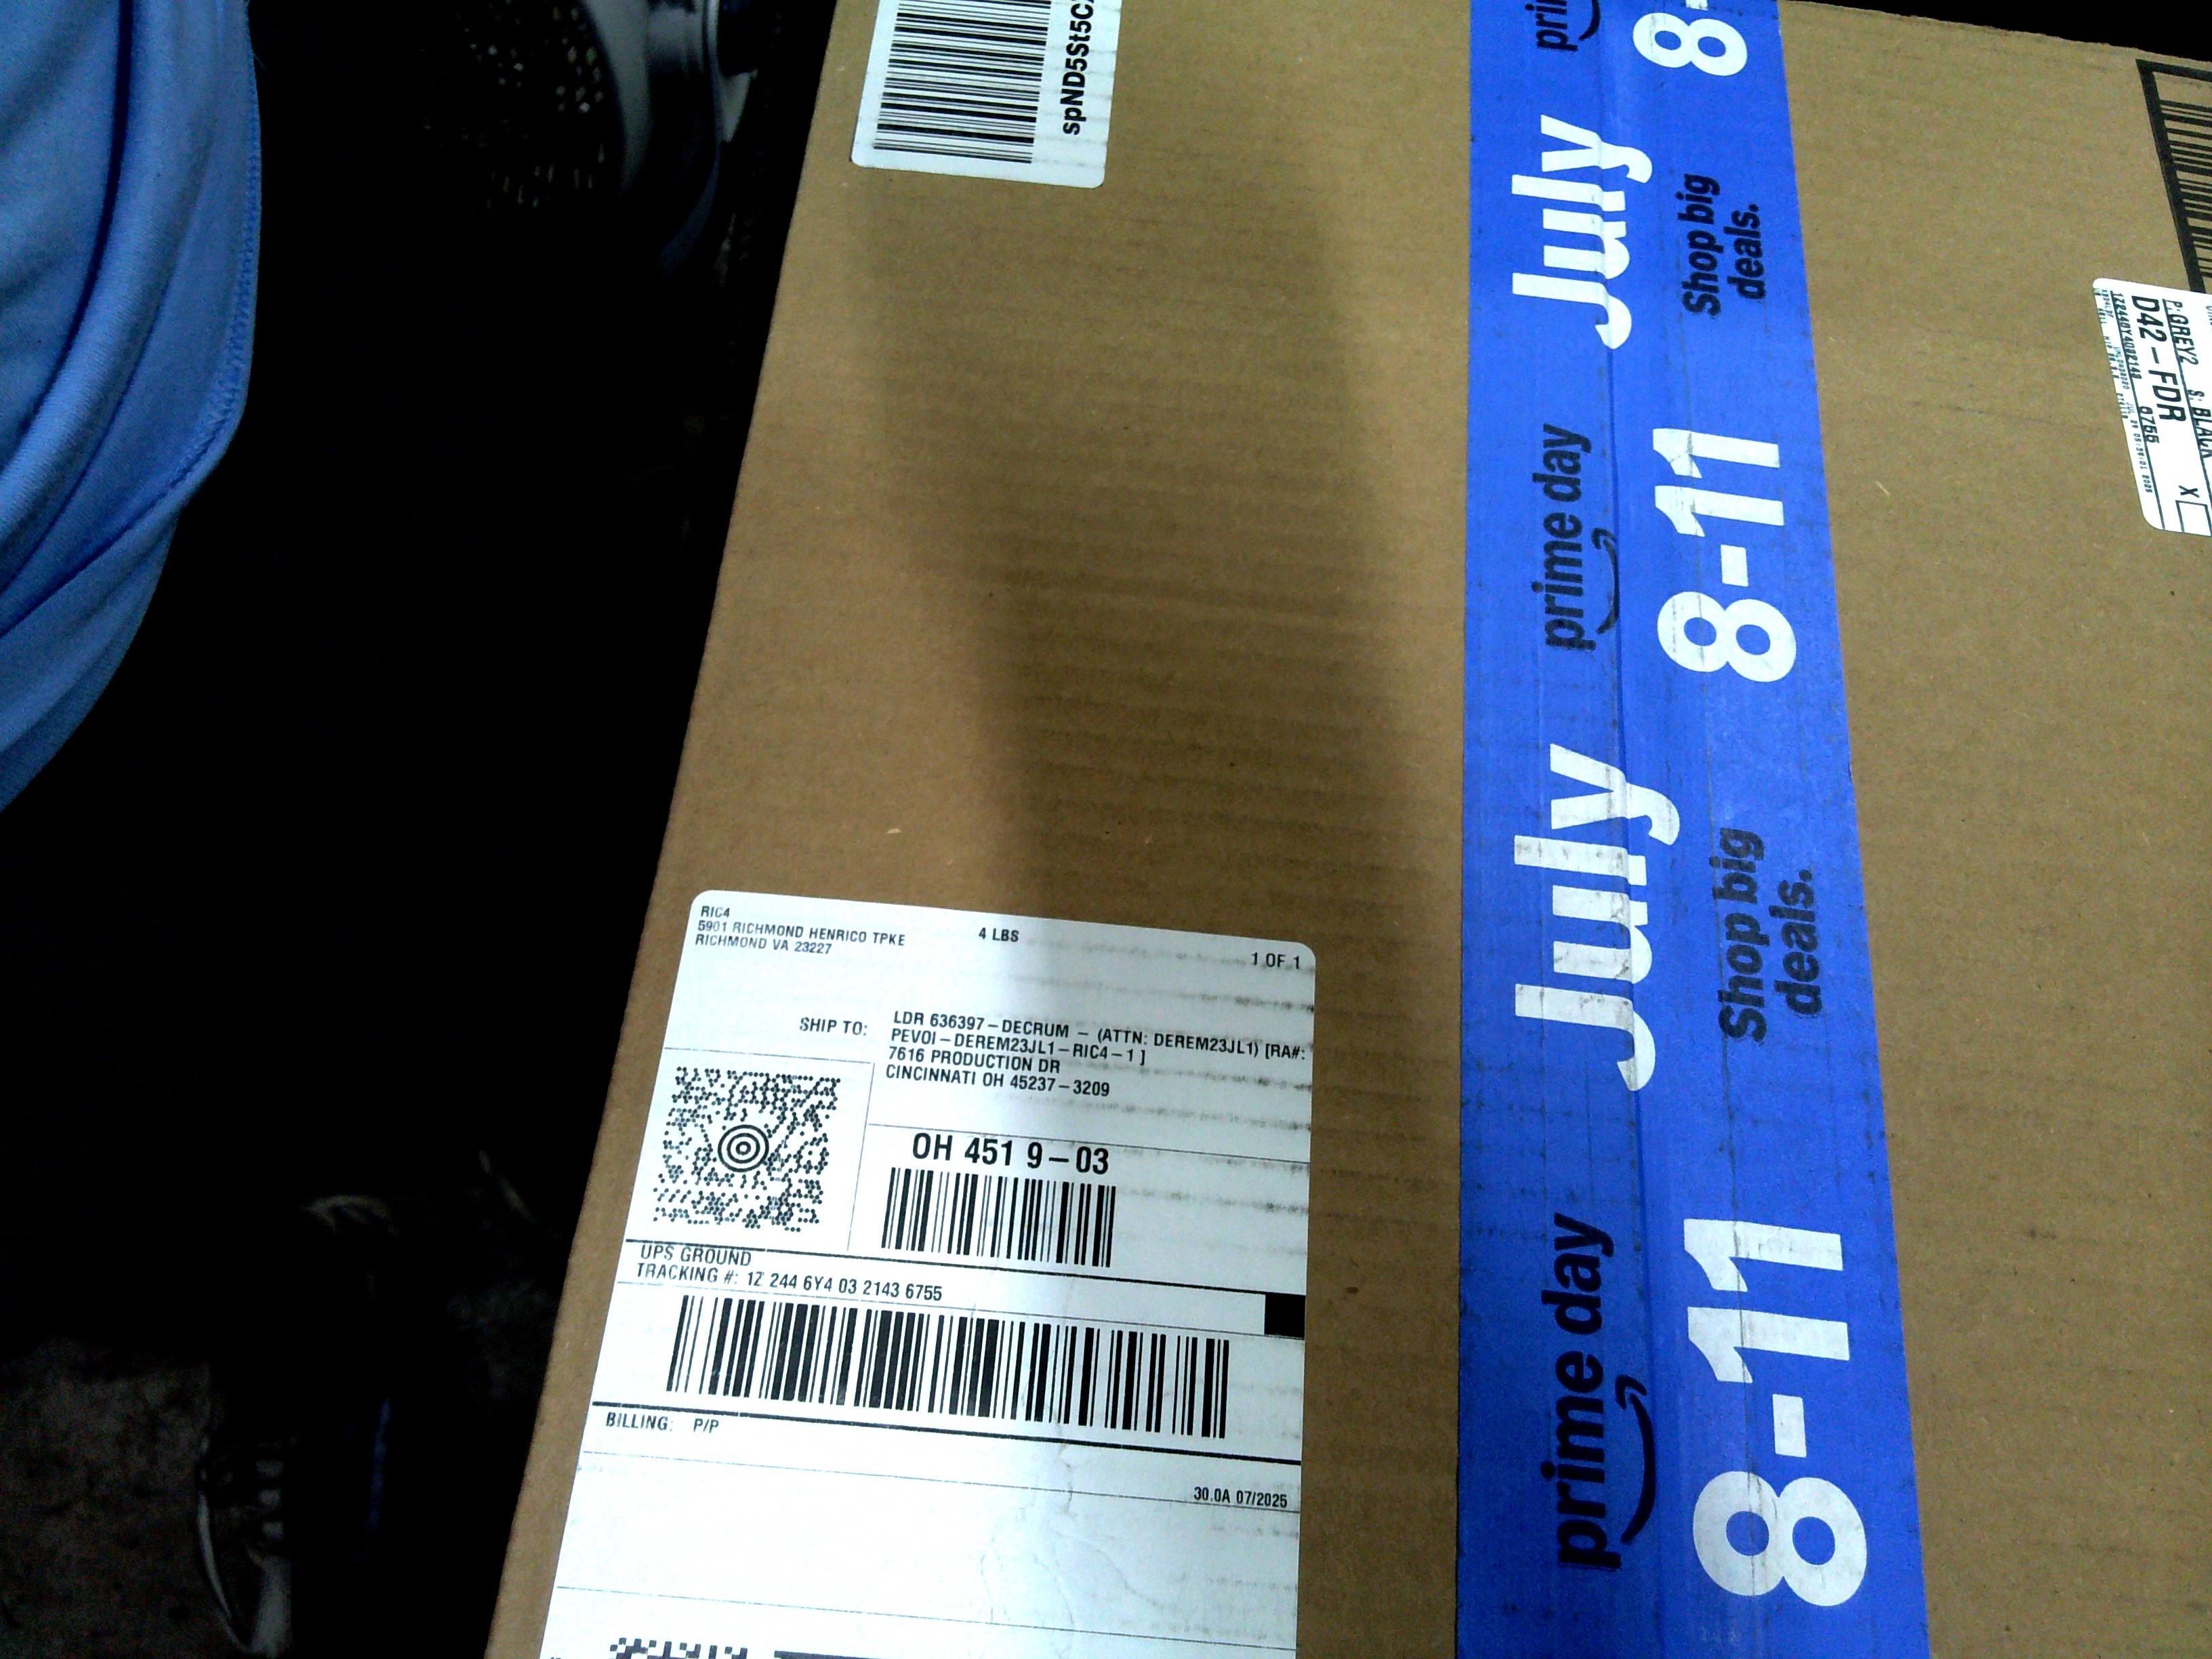 spND5St5C
RIC4
5901 RICHMOND HENRICO TPKE
RICHMOND VA 23227
4 LBS
1 OF 1
SHIP TO:
LDR 636397-DECRUM - (ATTN: DEREM23JL1) [RA#:
PEVOI-DEREM23JL1-RIC4-1 ]
7616 PRODUCTION DR
CINCINNATI OH 45237-3209
OH 451 9-03
UPS GROUND
TRACKING #: 1Z 244 6Y4 03 2143 6755
BILLING: P/P
30.0A 07/2025
prime day
July
8-11
Shop big
deals.
prime day
July
8-11
Shop big
deals.
8-
P: GREY2 S: BLACK
D42-FDR X